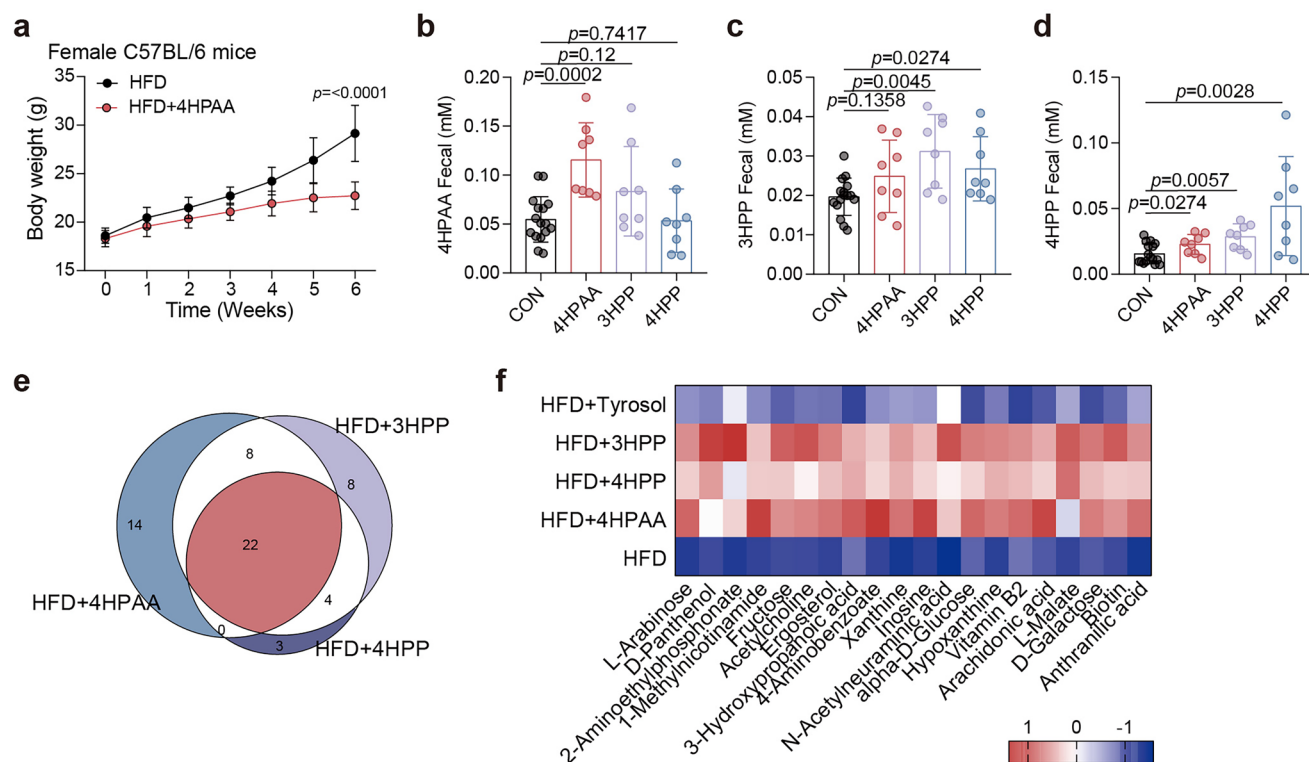 a
Female C57BL/6 mice
HFD
HFD+4HPAA
p=<0.0001
Body weight (g)
35
30
25
20
15
0 1 2 3 4 5 6
Time (Weeks)
b
p=0.7417
p=0.12
p=0.0002
4HPAA Fecal (mM)
0.20
0.15
0.10
0.05
0.00
CON 4HPAA 3HPP 4HPP
c
p=0.0274
p=0.0045
p=0.1358
3HPP Fecal (mM)
0.05
0.04
0.03
0.02
0.01
0.00
CON 4HPAA 3HPP 4HPP
d
p=0.0028
p=0.0057
p=0.0274
4HPP Fecal (mM)
0.15
0.10
0.05
0.00
CON 4HPAA 3HPP 4HPP
e
HFD+3HPP
8
8
14
22
HFD+4HPAA
4
0
3
HFD+4HPP
f
HFD+Tyrosol
HFD+3HPP
HFD+4HPP
HFD+4HPAA
HFD
L-Arabinose
D-Panthenol
2-Aminoethylphosphonate
1-Methylnicotinamide
Fructose
Acetylcholine
Ergosterol
3-Hydroxypropanoic acid
4-Aminobenzoate
Xanthine
Inosine
N-Acetylneuraminic acid
alpha-D-Glucose
Hypoxanthine
Vitamin B2
Arachidonic acid
L-Malate
D-Galactose
Biotin
Anthranilic acid
1 0 -1